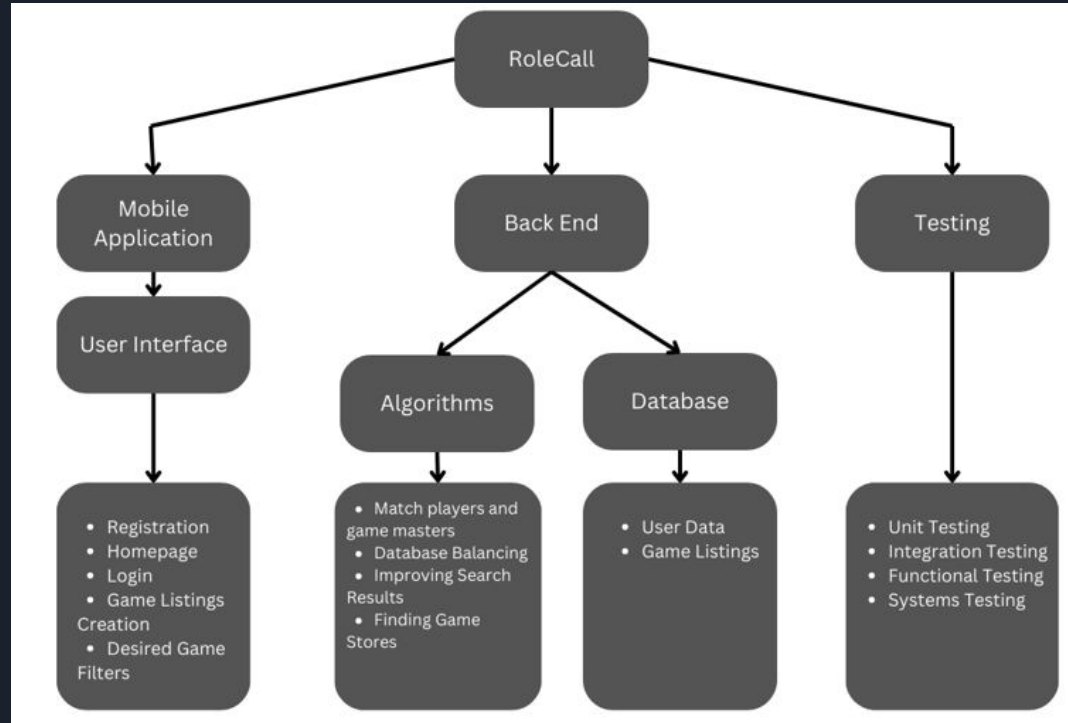 RoleCall
Mobile
Application
Back End
Testing
User Interface
Algorithms
Database
• Registration
• Homepage
• Login
• Game Listings
Creation
• Desired Game
Filters
• Match players and
game masters
• Database Balancing
• Improving Search
Results
• Finding Game
Stores
• User Data
• Game Listings
• Unit Testing
• Integration Testing
• Functional Testing
• Systems Testing